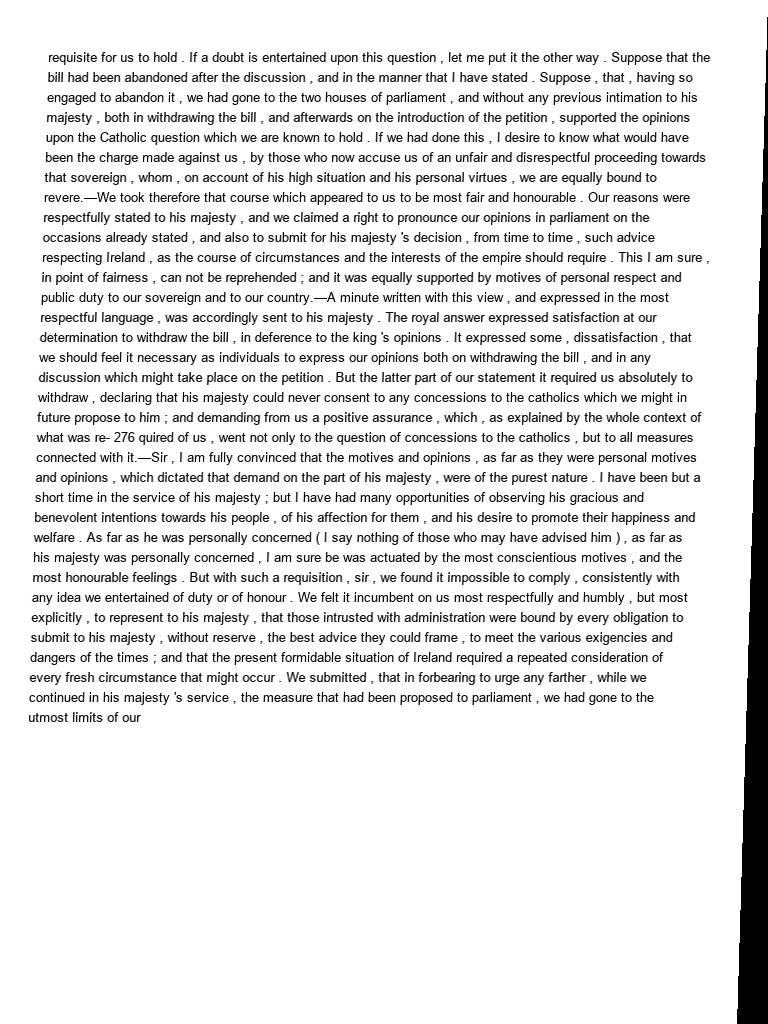 requisite for us to hold . If a doubt is entertained upon this question , let me put it the other way . Suppose that the
bill had been abandoned after the discussion , and in the manner that I have stated . Suppose , that , having so
engaged to abandon it , we had gone to the two houses of parliament , and without any previous intimation to his
majesty , both in withdrawing the bill , and afterwards on the introduction of the petition , supported the opinions
upon the Catholic question which we are known to hold . If we had done this , I desire to know what would have
been the charge made against us , by those who now accuse us of an unfair and disrespectful proceeding towards
that sovereign , whom , on account of his high situation and his personal virtues , we are equally bound to
revere.—We took therefore that course which appeared to us to be most fair and honourable . Our reasons were
respectfully stated to his majesty , and we claimed a right to pronounce our opinions in parliament on the
occasions already stated , and also to submit for his majesty 's decision , from time to time , such advice
respecting Ireland , as the course of circumstances and the interests of the empire should require . This I am sure ,
in point of fairness , can not be reprehended ; and it was equally supported by motives of personal respect and
public duty to our sovereign and to our country.—A minute written with this view , and expressed in the most
respectful language , was accordingly sent to his majesty . The royal answer expressed satisfaction at our
determination to withdraw the bill , in deference to the king 's opinions . It expressed some , dissatisfaction , that
we should feel it necessary as individuals to express our opinions both on withdrawing the bill , and in any
discussion which might take place on the petition . But the latter part of our statement it required us absolutely to
withdraw , declaring that his majesty could never consent to any concessions to the catholics which we might in
future propose to him ; and demanding from us a positive assurance , which , as explained by the whole context of
what was re- 276 quired of us , went not only to the question of concessions to the catholics , but to all measures
connected with it.—Sir , I am fully convinced that the motives and opinions , as far as they were personal motives
and opinions , which dictated that demand on the part of his majesty , were of the purest nature . I have been but a
short time in the service of his majesty ; but I have had many opportunities of observing his gracious and
benevolent intentions towards his people , of his affection for them , and his desire to promote their happiness and
welfare . As far as he was personally concerned ( I say nothing of those who may have advised him ) , as far as
his majesty was personally concerned , I am sure be was actuated by the most conscientious motives , and the
most honourable feelings . But with such a requisition , sir , we found it impossible to comply , consistently with
any idea we entertained of duty or of honour . We felt it incumbent on us most respectfully and humbly , but most
explicitly , to represent to his majesty , that those intrusted with administration were bound by every obligation to
submit to his majesty , without reserve , the best advice they could frame , to meet the various exigencies and
dangers of the times ; and that the present formidable situation of Ireland required a repeated consideration of
every fresh circumstance that might occur . We submitted , that in forbearing to urge any farther , while we
continued in his majesty 's service , the measure that had been proposed to parliament , we had gone to the
utmost limits of our